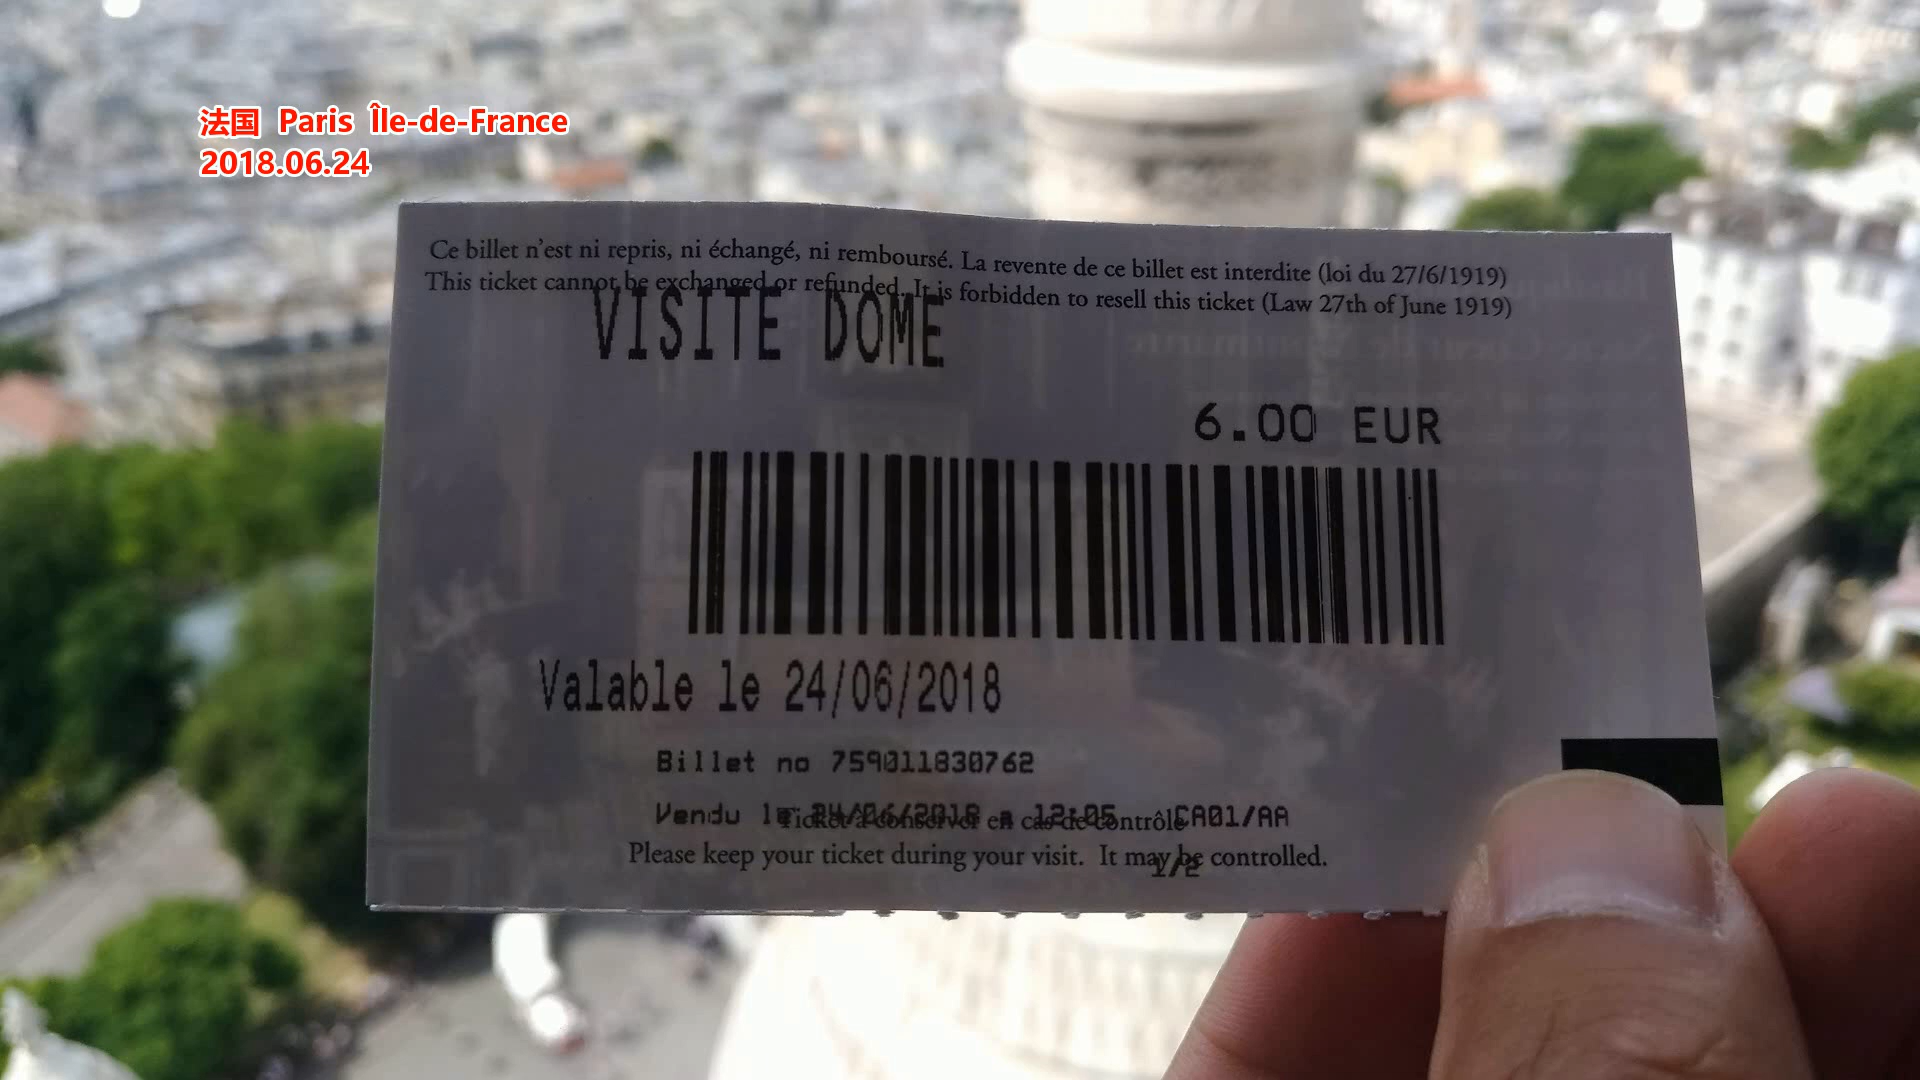 法国 Paris Île-de-France
2018.06.24
Ce billet n'est ni repris, ni échangé, ni remboursé. La revente de ce billet est interdite (loi du 27/6/1919)
This ticket cannot be exchanged or refunded. It is forbidden to resell this ticket (Law 27th of June 1919)
VISITE DOME
6.00 EUR
Valable le 24/06/2018
Billet no 759011830762
Vendu le 24/06/2018 a 12:05 CA01/AA
Ticket à conserver en cas de contrôle
Please keep your ticket during your visit. It may be controlled.
1/2